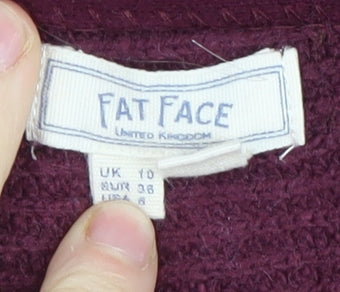 FAT FACE
UNITED KINGDOM
UK 10
EUR 38
USA 6